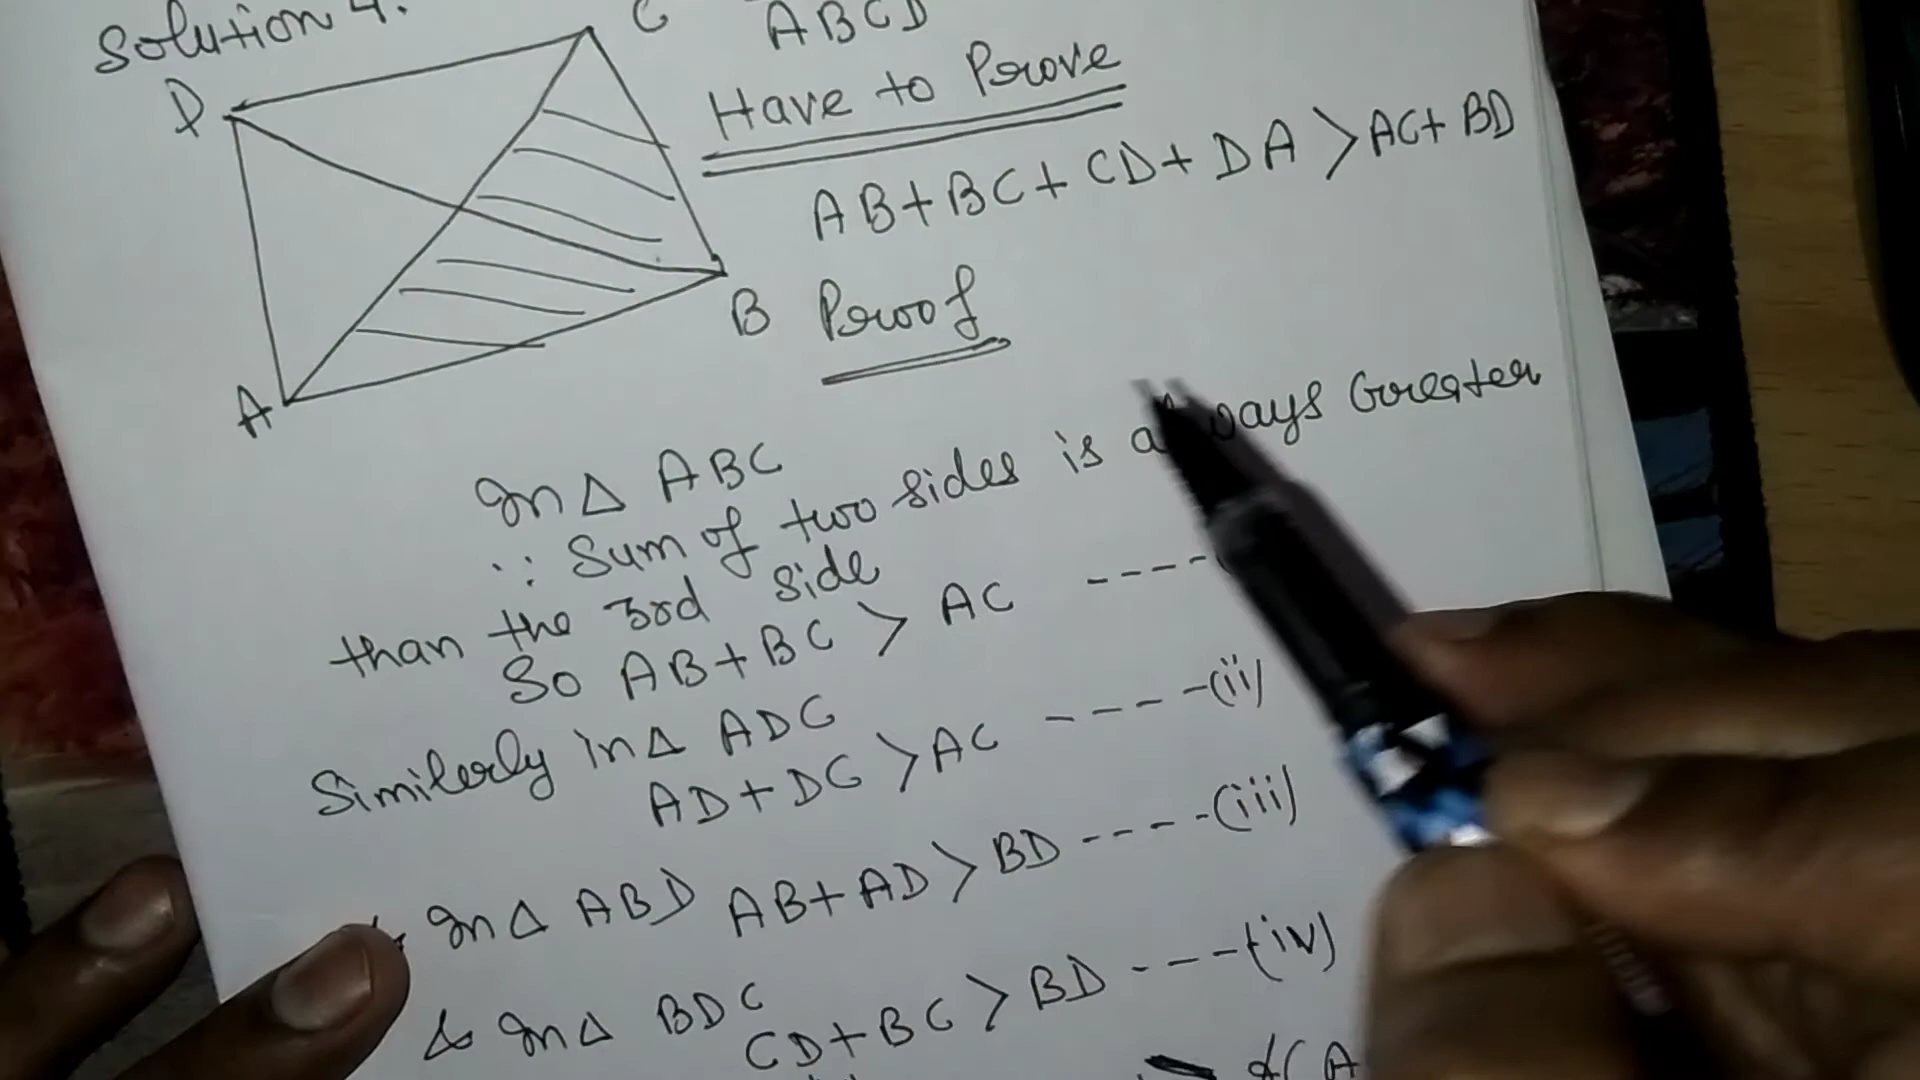 Solution 4.
C
ABCD
D
Have to Prove
AB+BC+CD+DA>AC+BD
B
Proof
A
In Δ ABC
∵ Sum of two sides is always Greater
than the 3rd side
So AB+BC > AC ----
Similerly in Δ ADC
AD+DC >AC -----(ii)
In Δ ABD AB+AD>BD -----(iii)
& In Δ BDC
CD+BC>BD ----(iv)